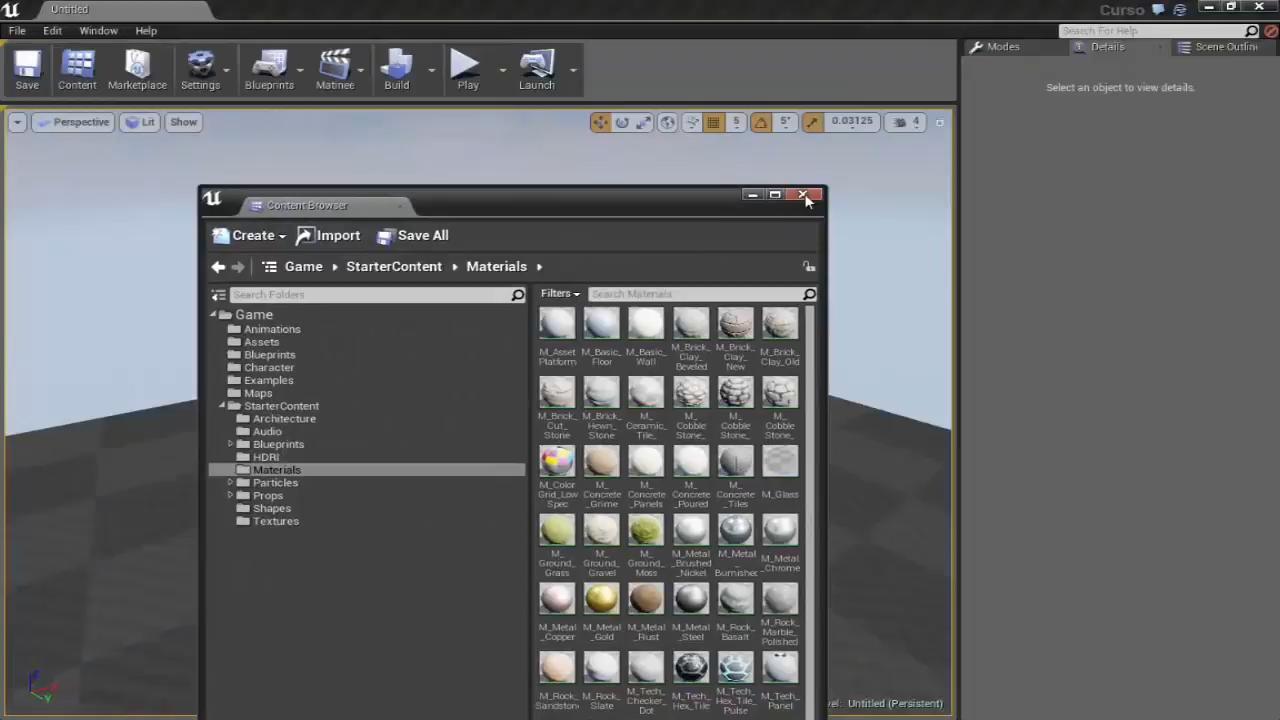 Untitled
Curso
File Edit Window Help
Search For Help
Save Content Marketplace Settings Blueprints Matinee Build Play Launch
Modes Details Scene Outlin
Select an object to view details.
Perspective Lit Show
5 5° 0.03125 4
Content Browser
Create Import Save All
Game StarterContent Materials
Search Folders
Filters Search Materials
Game
Animations
Assets
Blueprints
Character
Examples
Maps
StarterContent
Architecture
Audio
Blueprints
HDRI
Materials
Particles
Props
Shapes
Textures
M_Asset Platform
M_Basic_ Floor
M_Basic_ Wall
M_Brick_ Clay_ Beveled
M_Brick_ Clay_ New
M_Brick_ Clay_Old
M_Brick_ Cut_ Stone
M_Brick_ Hewn_ Stone
M_ Ceramic_ Tile_
M_ Cobble Stone_
M_ Cobble Stone_
M_ Cobble Stone_
M_Color Grid_Low Spec
M_ Concrete _Grime
M_ Concrete _Panels
M_ Concrete _Poured
M_ Concrete _Tiles
M_Glass
M_ Ground_ Grass
M_ Ground_ Gravel
M_ Ground_ Moss
M_Metal _Brushed _Nickel
M_Metal _ Burnished
M_Metal _Chrome
M_Metal _Copper
M_Metal _Gold
M_Metal _Rust
M_Metal _Steel
M_Rock_ Basalt
M_Rock_ Marble_ Polished
M_Rock_ Sandstone
M_Rock_ Slate
M_Tech_ Checker_ Dot
M_Tech_ Hex_Tile
M_Tech_ Hex_Tile_ Pulse
M_Tech_ Panel
Untitled (Persistent)